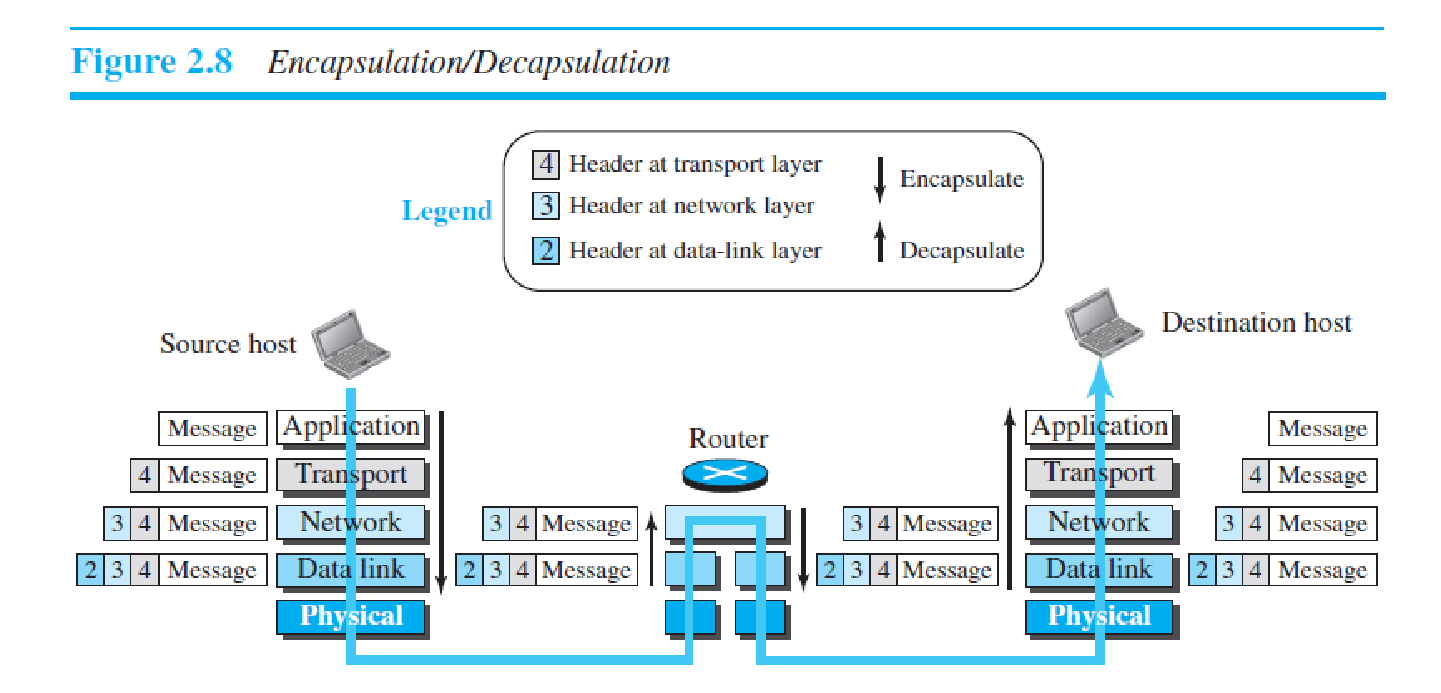 Figure 2.8 Encapsulation/Decapsulation
Legend
4 Header at transport layer
3 Header at network layer
2 Header at data-link layer
Encapsulate
Decapsulate
Source host
Destination host
Router
Message Application
4 Message Transport
3 4 Message Network
2 3 4 Message Data link
Physical
3 4 Message
2 3 4 Message
3 4 Message
2 3 4 Message
Application Message
Transport 4 Message
Network 3 4 Message
Data link 2 3 4 Message
Physical